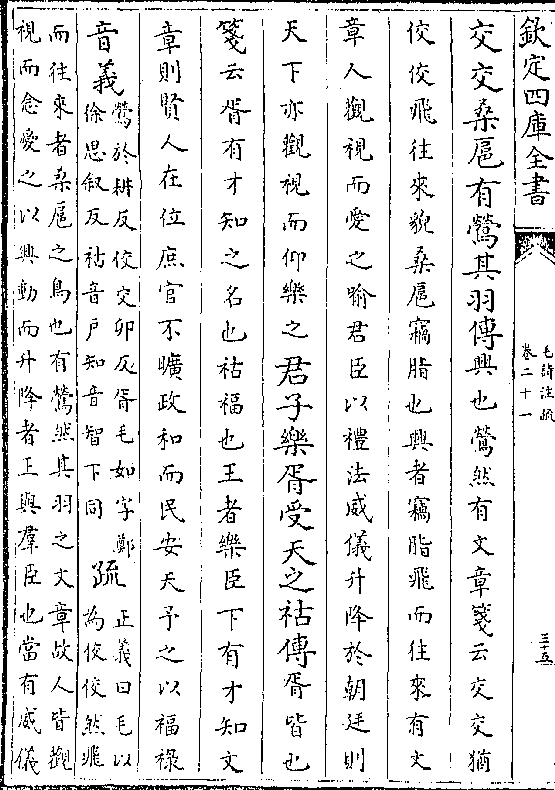 欽定四庫全書
毛詩注疏
卷二十一
三十五
交交桑扈有鶯其羽傳興也鶯然有文章箋云交交猶
佼佼飛往來貌桑扈竊脂也興者竊脂飛而往來有文
章人觀視而愛之喻君臣以禮法威儀升降於朝廷則
天下亦觀視而仰樂之君子樂胥受天之祜傳胥皆也
箋云胥有才知之名也祜福也王者樂臣下有才知文
章則賢人在位庶官不曠政和而民安天予之以福祿
音義鶯於耕反佼交卯反胥毛如字鄭
徐思叙反祜音戶知音智下同
疏正義曰毛以
為佼佼然飛
而往來者桑扈之鳥也有鶯然其羽之文章故人皆觀
視而念愛之以興動而升降者王與羣臣也當有威儀